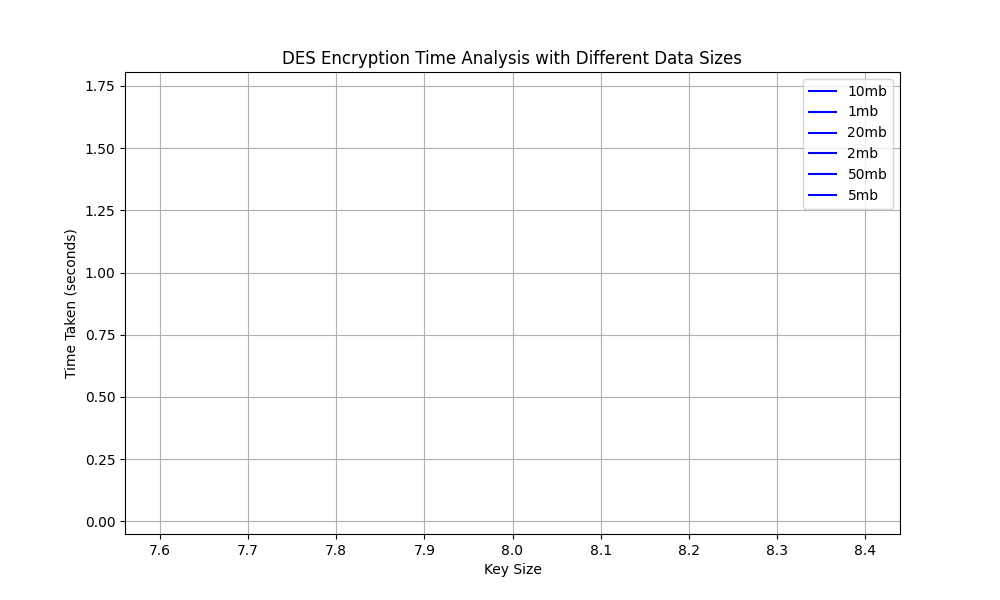 DES Encryption Time Analysis with Different Data Sizes
1.75
1.50
1.25
1.00
0.75
0.50
0.25
0.00
Time Taken (seconds)
10mb
1mb
20mb
2mb
50mb
5mb
7.6 7.7 7.8 7.9 8.0 8.1 8.2 8.3 8.4
Key Size